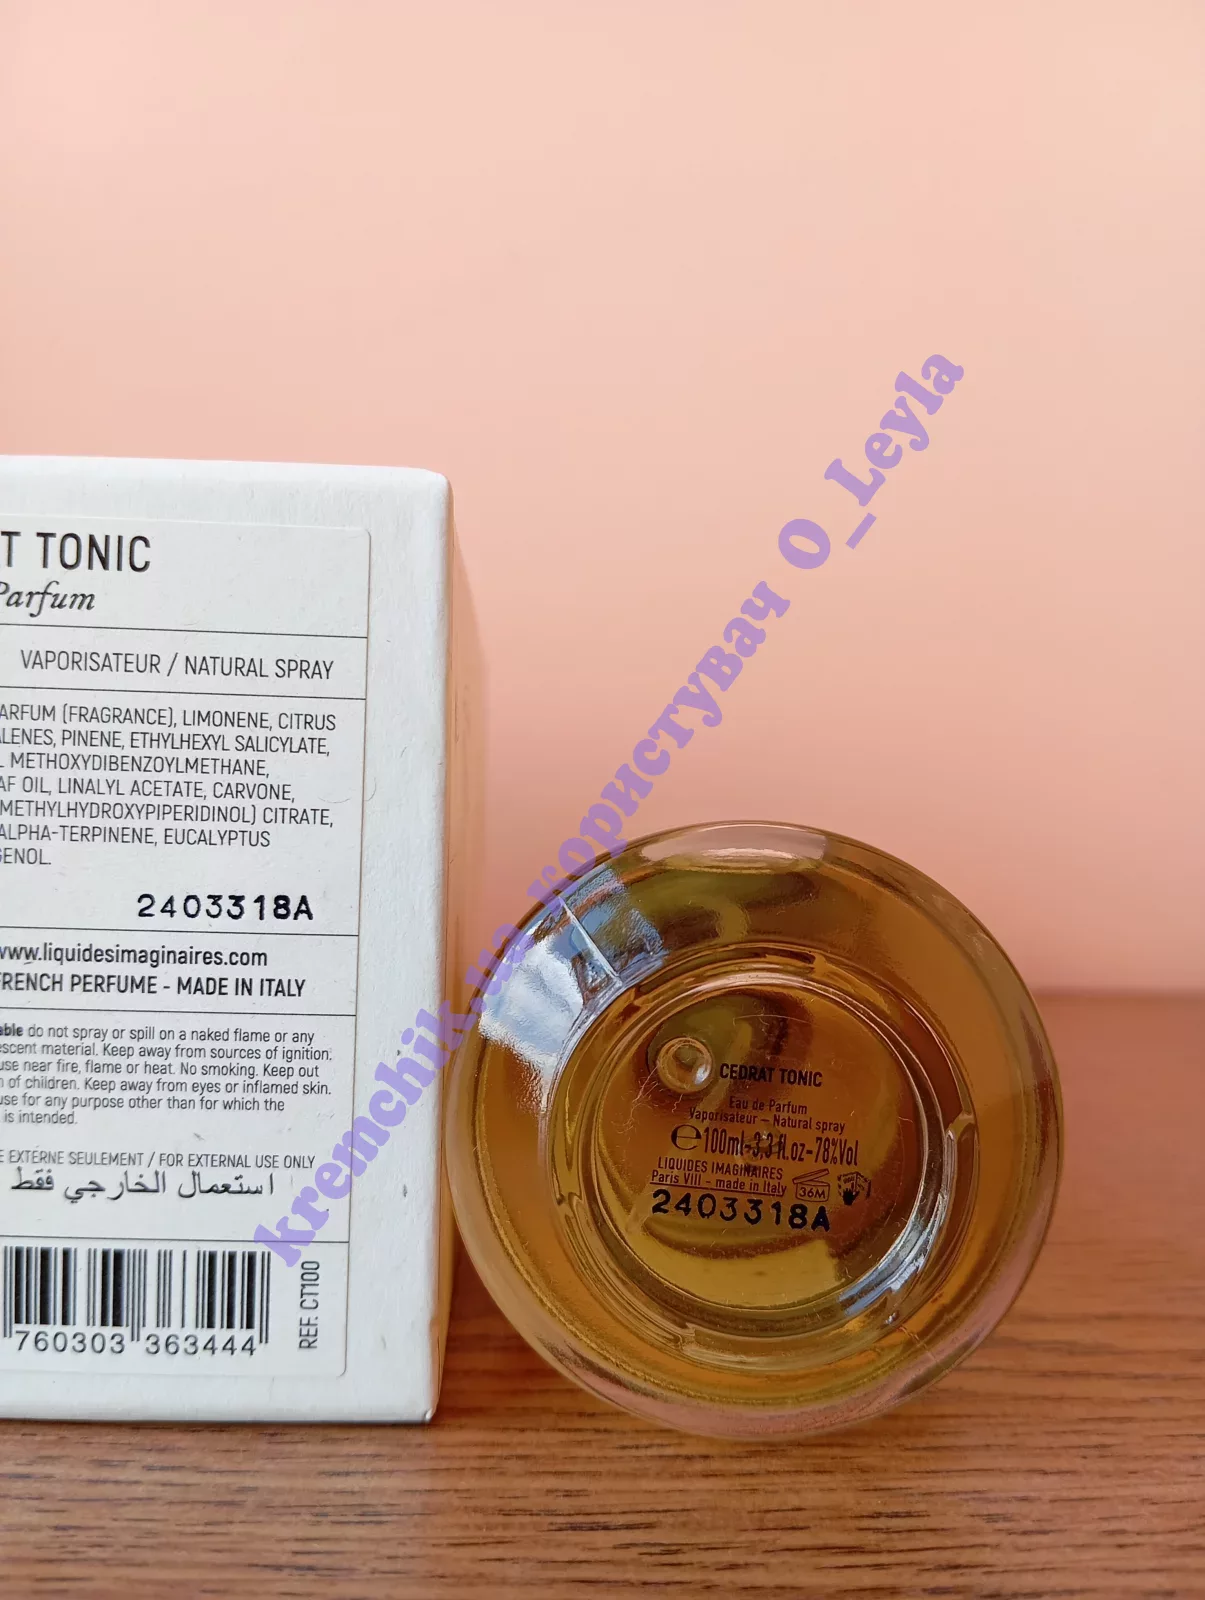 T TONIC
Parfum
VAPORISATEUR / NATURAL SPRAY
ARFUM (FRAGRANCE), LIMONENE, CITRUS
ALENES, PINENE, ETHYLHEXYL SALICYLATE,
L METHOXYDIBENZOYLMETHANE,
AF OIL, LINALYL ACETATE, CARVONE,
METHYLHYDROXYPIPERIDINOL) CITRATE,
ALPHA-TERPINENE, EUCALYPTUS
GENOL.
2403318A
www.liquidesimaginaires.com
FRENCH PERFUME - MADE IN ITALY
able do not spray or spill on a naked flame or any
escent material. Keep away from sources of ignition.
use near fire, flame or heat. No smoking. Keep out
h of children. Keep away from eyes or inflamed skin.
use for any purpose other than for which the
is intended.
E EXTERNE SEULEMENT / FOR EXTERNAL USE ONLY
استعمال الخارجي فقط
760303 363444
REF. CT100
CEDRAT TONIC
Eau de Parfum
Vaporisateur – Natural spray
e100ml-3,3 fl.oz-78%Vol
LIQUIDES IMAGINAIRES
Paris VIII - made in Italy
36M
2403318A
kremchik.ua користувач O_Leyla